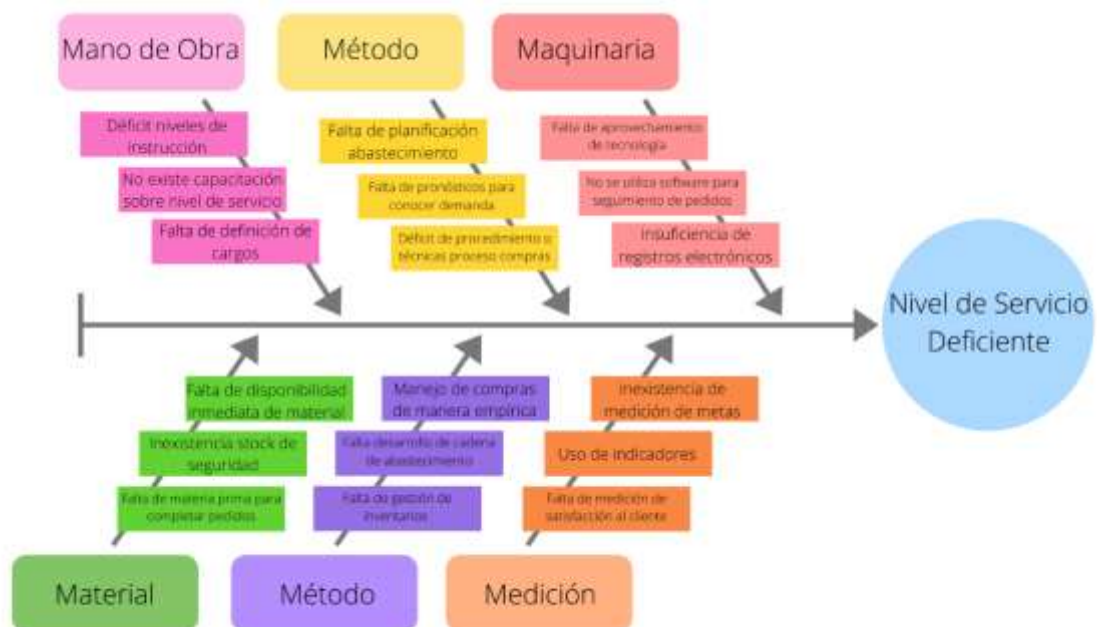 Mano de Obra
Método
Maquinaria
Déficit niveles de
instrucción
No existe capacitación
sobre nivel de servicio
Falta de definición de
cargos
Falta de planificación
abastecimiento
Falta de pronósticos para
conocer demanda
Déficit de procedimiento o
técnicas proceso compras
Falta de aprovechamiento
de tecnología
No se utiliza software para
seguimiento de pedidos
Insuficiencia de
registros electrónicos
Nivel de Servicio
Deficiente
Falta de disponibilidad
inmediata de material
Inexistencia stock de
seguridad
Falta de materia prima para
completar pedidos
Manejo de compras
de manera empírica
Falta desarrollo de cadena
de abastecimiento
Falta de gestión de
inventarios
Inexistencia de
medición de metas
Uso de indicadores
Falta de medición de
satisfacción al cliente
Material
Método
Medición